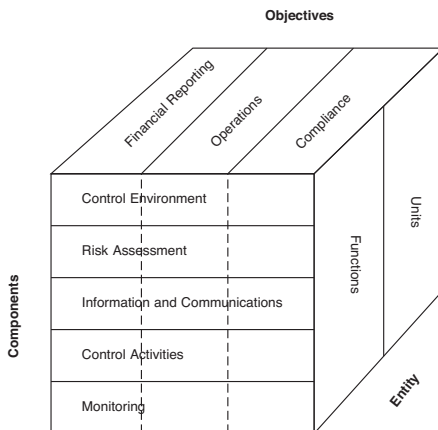 Objectives
Financial Reporting
Operations
Compliance
Control Environment
Risk Assessment
Information and Communications
Control Activities
Monitoring
Components
Functions
Units
Entity